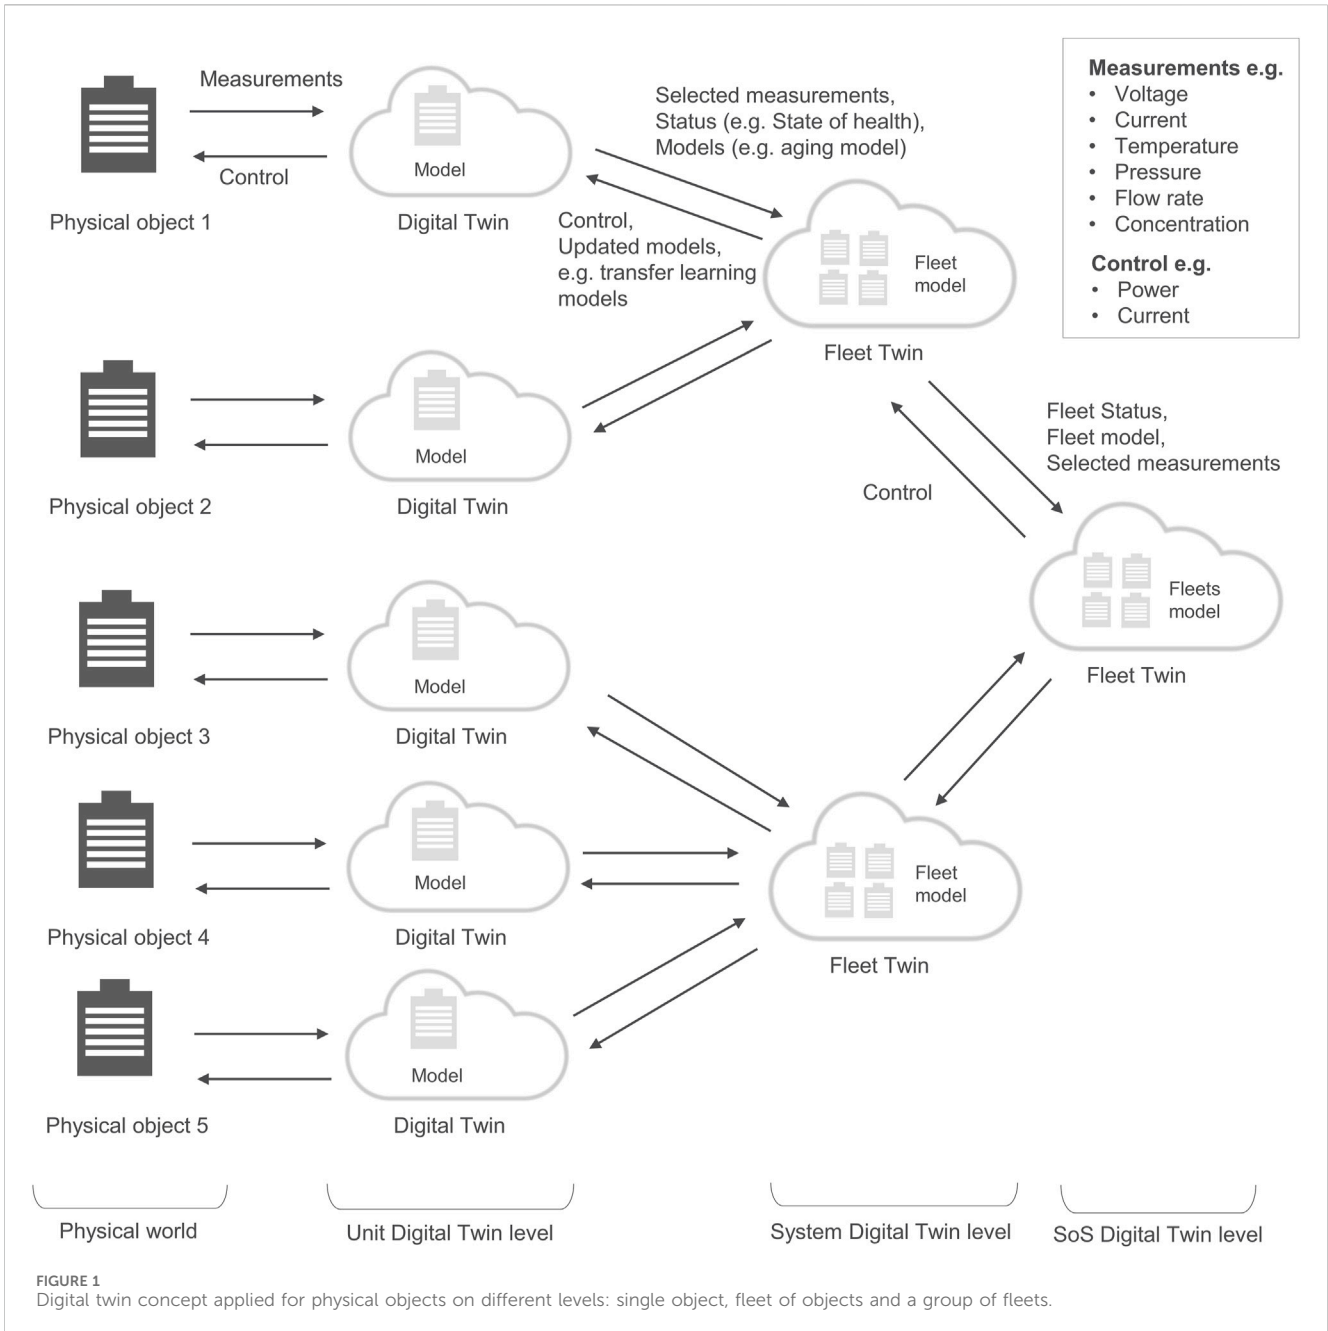 Measurements
Control
Model
Physical object 1
Digital Twin
Selected measurements,
Status (e.g. State of health),
Models (e.g. aging model)
Control,
Updated models,
e.g. transfer learning
models
Fleet
model
Fleet Twin
Measurements e.g.
• Voltage
• Current
• Temperature
• Pressure
• Flow rate
• Concentration
Control e.g.
• Power
• Current
Model
Physical object 2
Digital Twin
Fleet Status,
Fleet model,
Selected measurements
Control
Fleets
model
Fleet Twin
Model
Physical object 3
Digital Twin
Model
Physical object 4
Digital Twin
Fleet
model
Fleet Twin
Model
Physical object 5
Digital Twin
Physical world
Unit Digital Twin level
System Digital Twin level
SoS Digital Twin level
FIGURE 1
Digital twin concept applied for physical objects on different levels: single object, fleet of objects and a group of fleets.